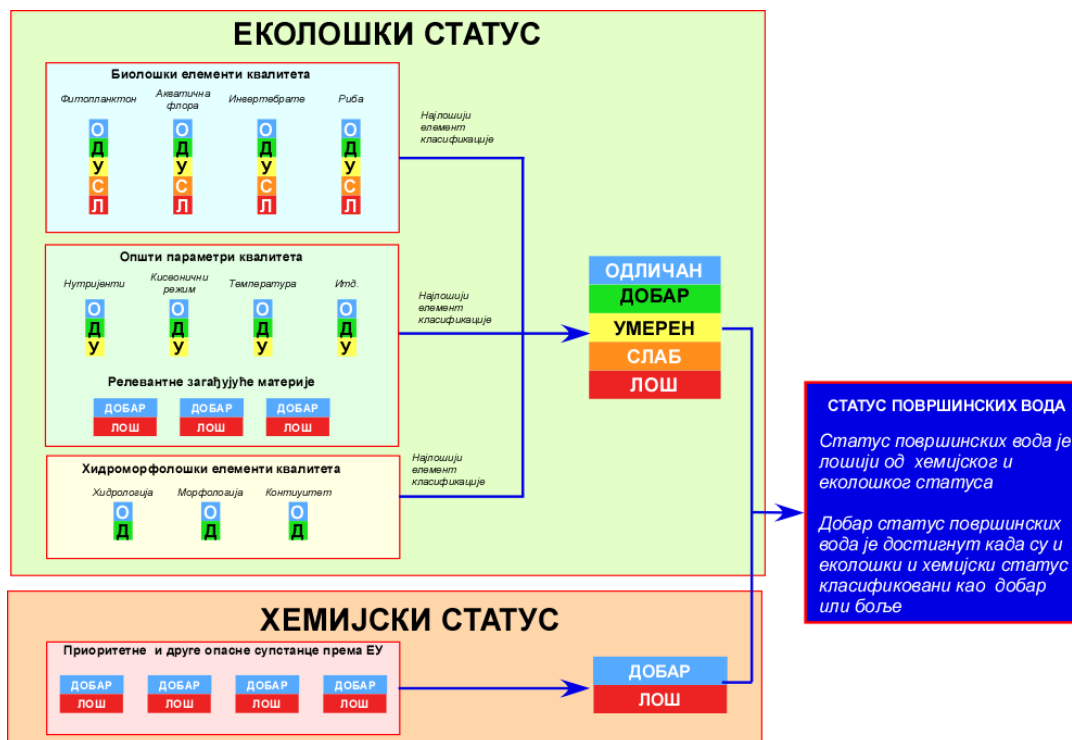 ЕКОЛОШКИ СТАТУС
Биолошки елементи квалитета
Фитопланктон
Акватична
флора
Инвертебрате
Риба
О О О О
Д Д Д Д
У У У У
С С С С
Л Л Л Л
Најлошији
елемент
класификације
Општи параметри квалитета
Нутријенти
Кисеонични
режим
Температура
Итд.
О О О О
Д Д Д Д
У У У У
Најлошији
елемент
класификације
Релевантне загађујуће материје
ДОБАР ДОБАР ДОБАР
ЛОШ ЛОШ ЛОШ
Хидроморфолошки елементи квалитета
Хидрологија Морфологија Контиуитет
О О О
Д Д Д
Најлошији
елемент
класификације
ОДЛИЧАН
ДОБАР
УМЕРЕН
СЛАБ
ЛОШ
ХЕМИЈСКИ СТАТУС
Приоритетне и друге опасне супстанце према ЕУ
ДОБАР ДОБАР ДОБАР ДОБАР
ЛОШ ЛОШ ЛОШ ЛОШ
ДОБАР
ЛОШ
СТАТУС ПОВРШИНСКИХ ВОДА
Статус површинских вода је
лошији од хемијског и
еколошког статуса
Добар статус површинских
вода је достигнут када су и
еколошки и хемијски статус
класификовани као добар
или боље